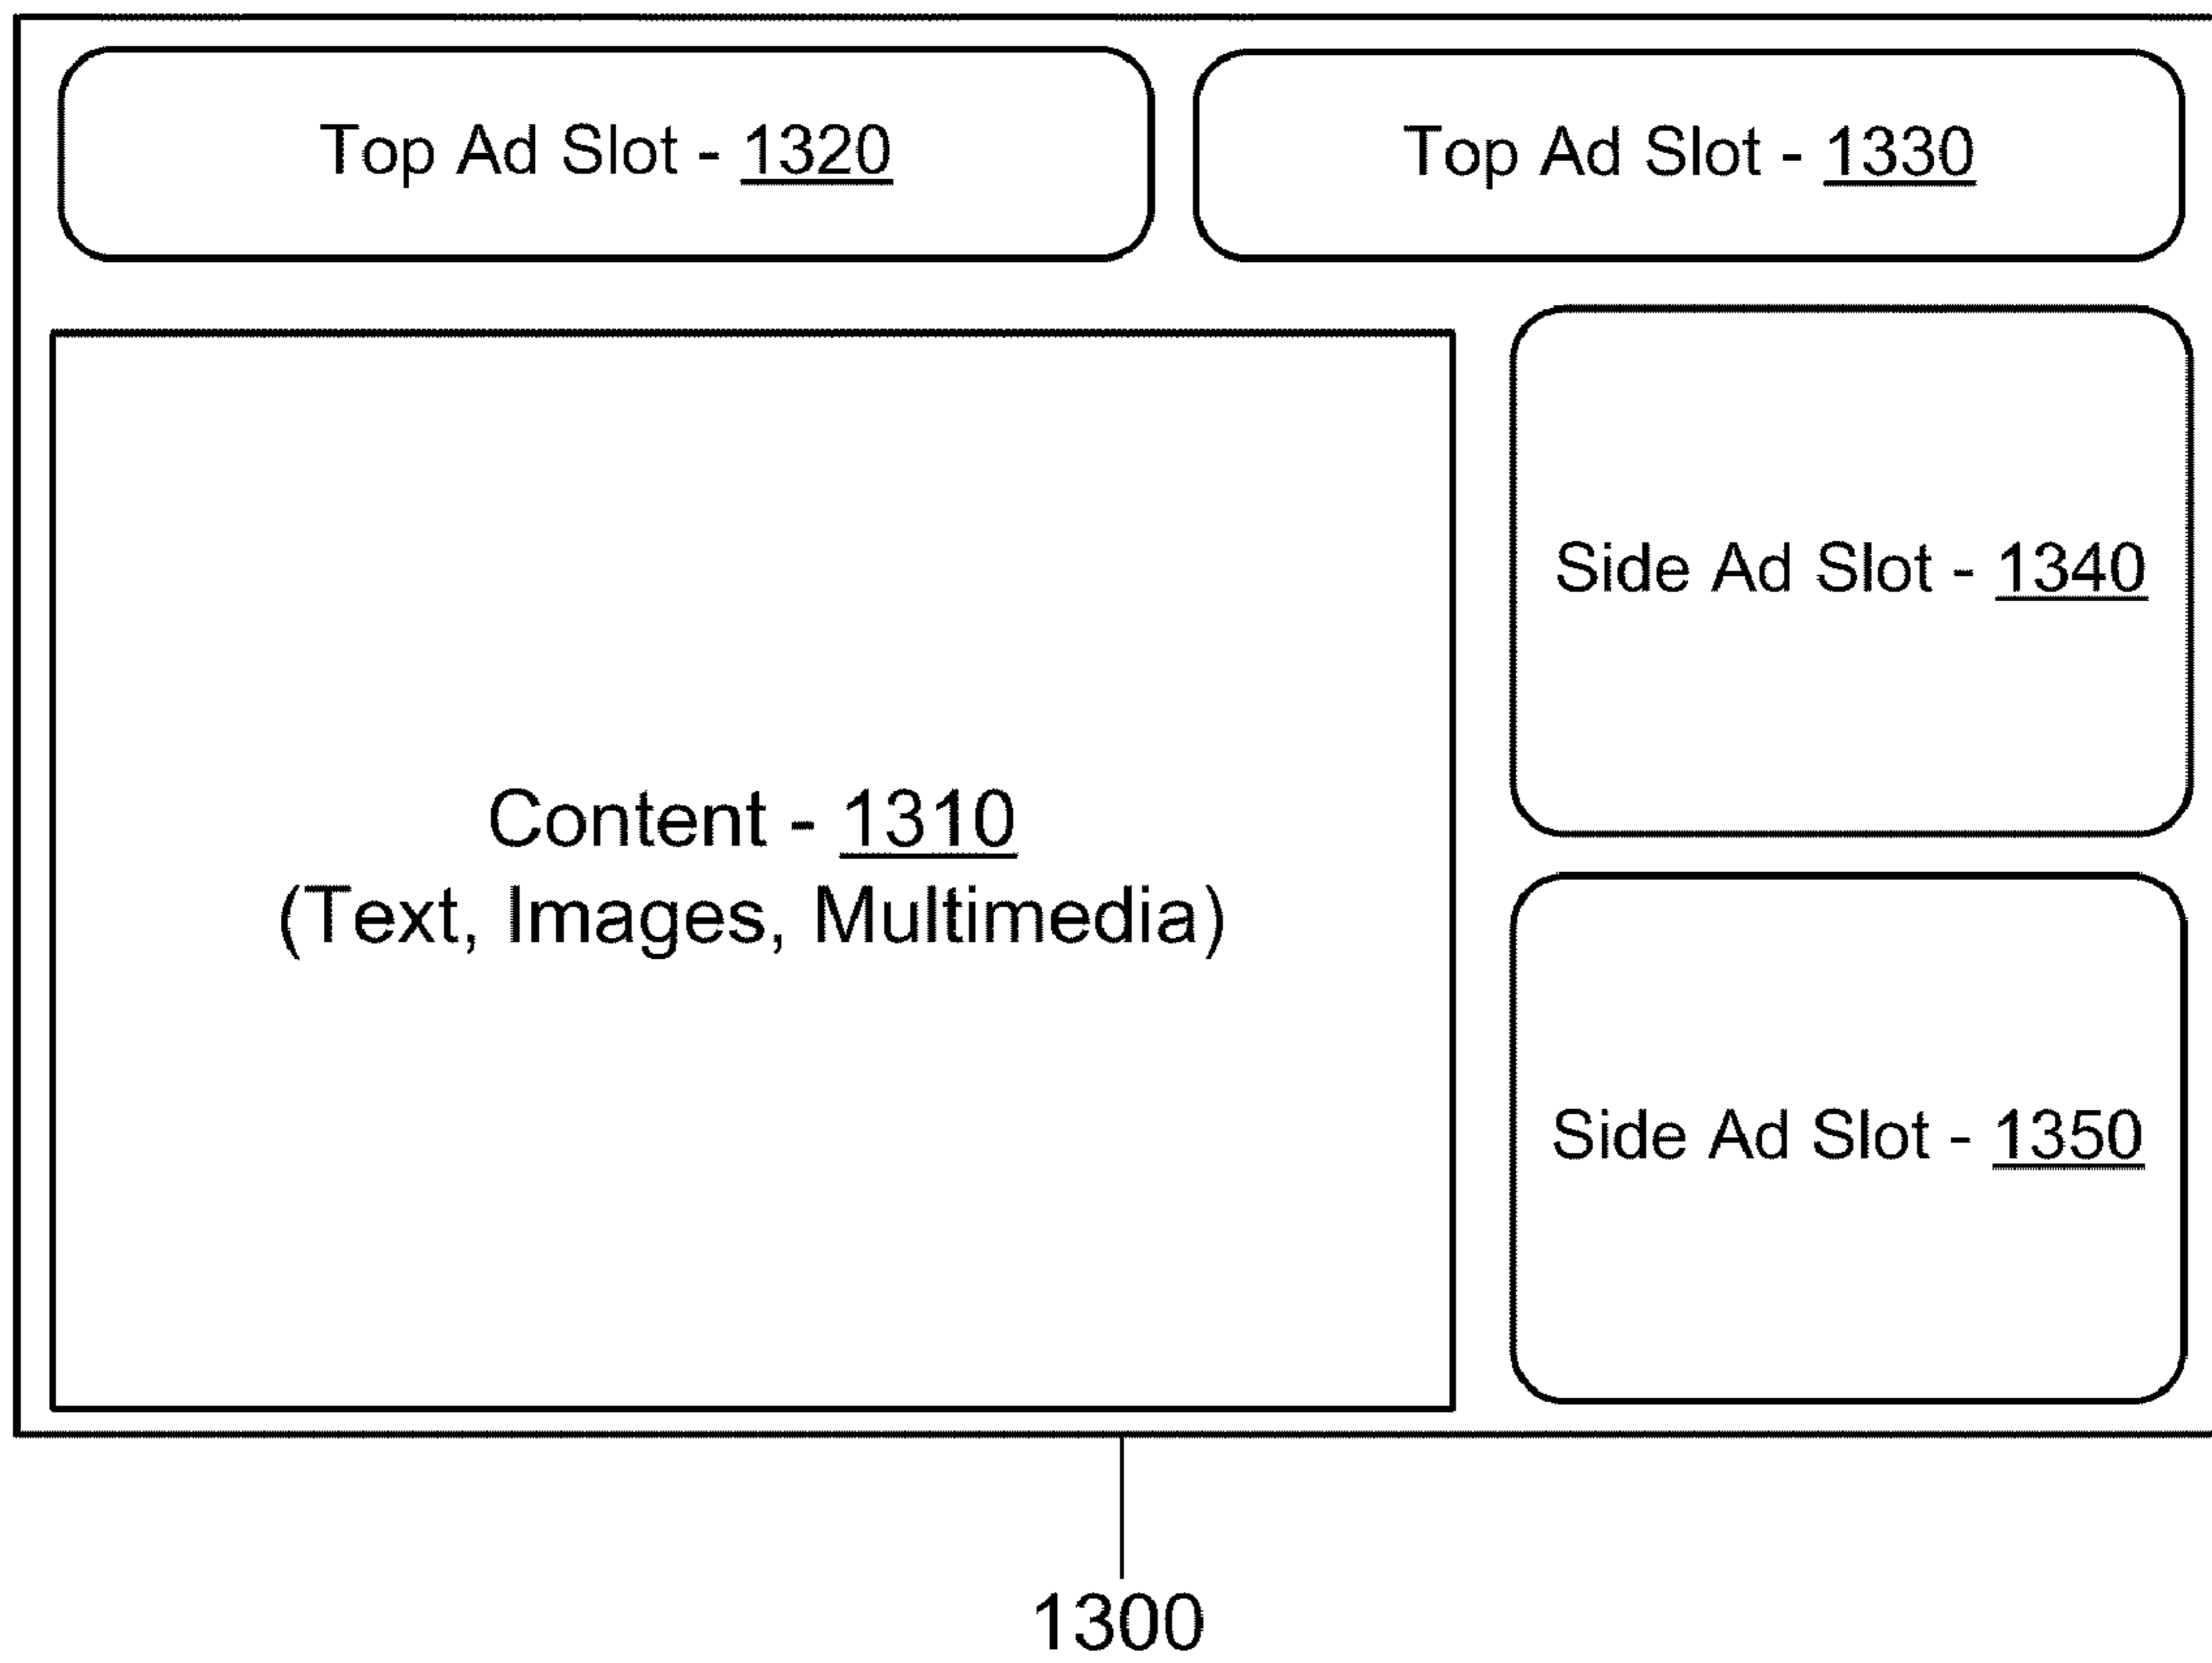 Top Ad Slot - 1320
Top Ad Slot - 1330
Side Ad Slot - 1340
Content - 1310
(Text, Images, Multimedia)
Side Ad Slot - 1350
1300